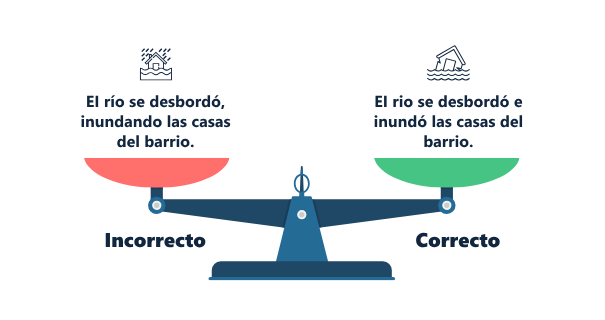 El río se desbordó,
inundando las casas
del barrio.
El rio se desbordó e
inundó las casas del
barrio.
Incorrecto
Correcto